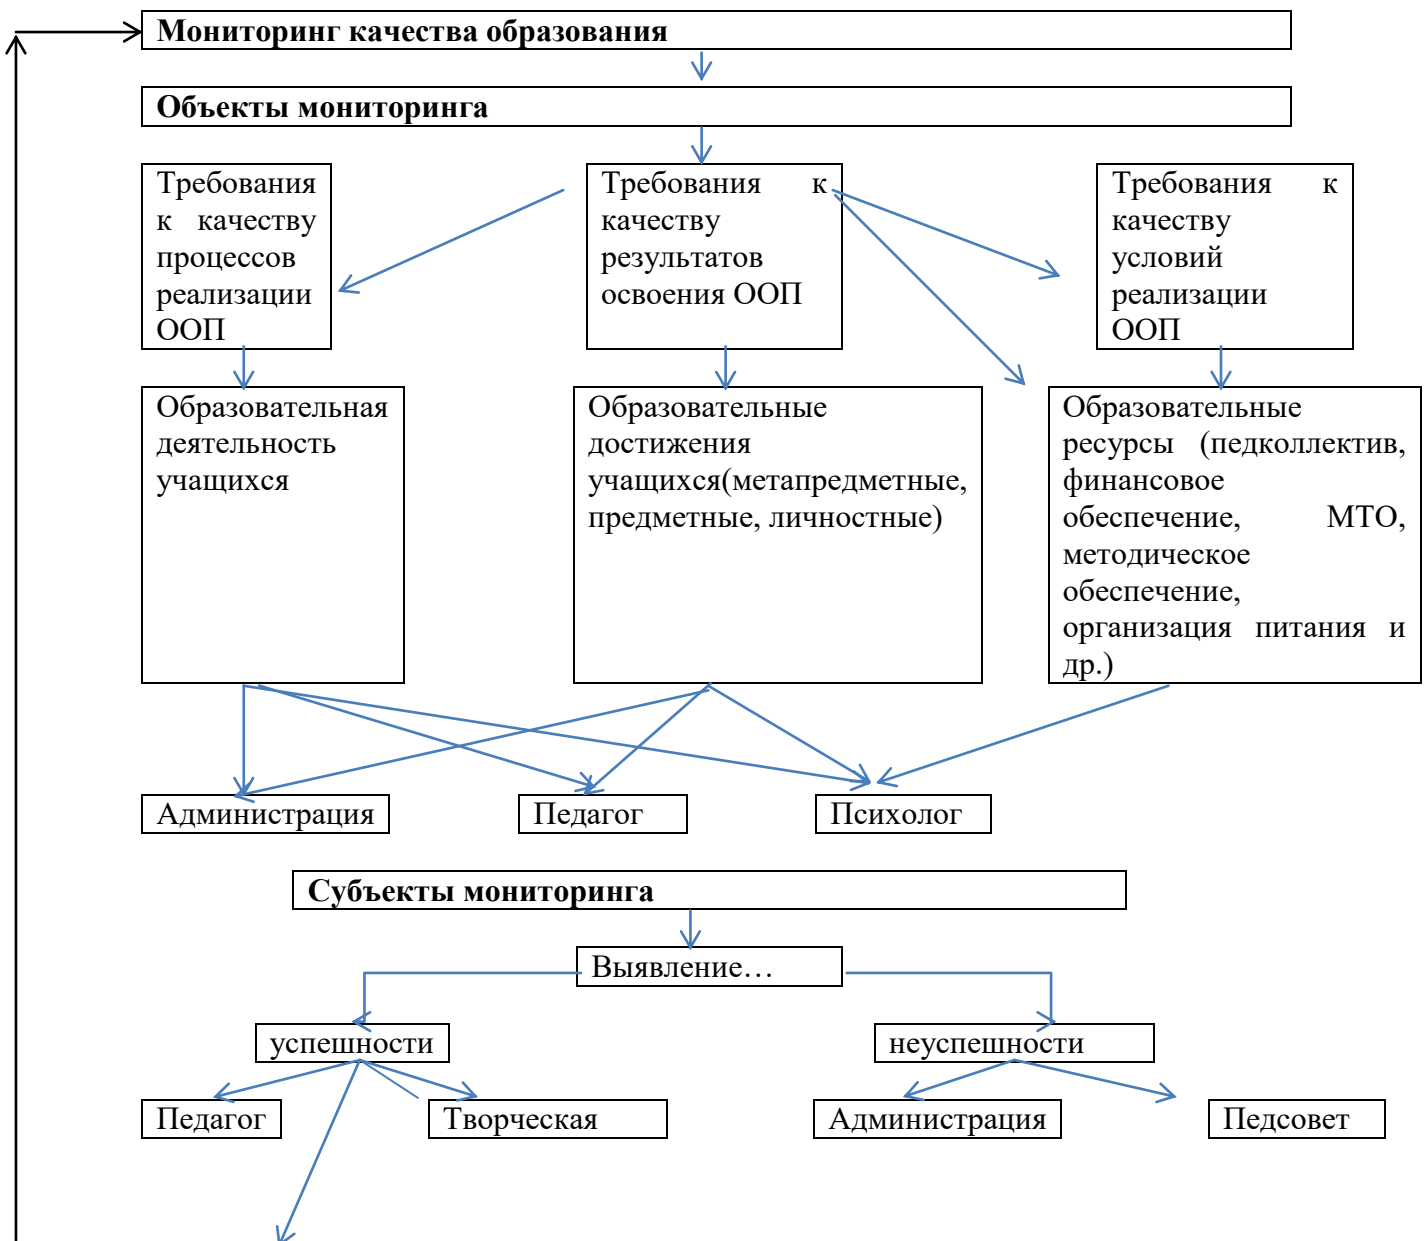 Мониторинг качества образования
Объекты мониторинга
Требования
к качеству
процессов
реализации
ООП
Требования к
качеству
результатов
освоения ООП
Требования к
качеству
условий
реализации
ООП
Образовательная
деятельность
учащихся
Образовательные
достижения
учащихся(метапредметные,
предметные, личностные)
Образовательные
ресурсы (педколлектив,
финансовое
обеспечение, МТО,
методическое
обеспечение,
организация питания и
др.)
Администрация
Педагог
Психолог
Субъекты мониторинга
Выявление…
успешности
неуспешности
Педагог
Творческая
Администрация
Педсовет